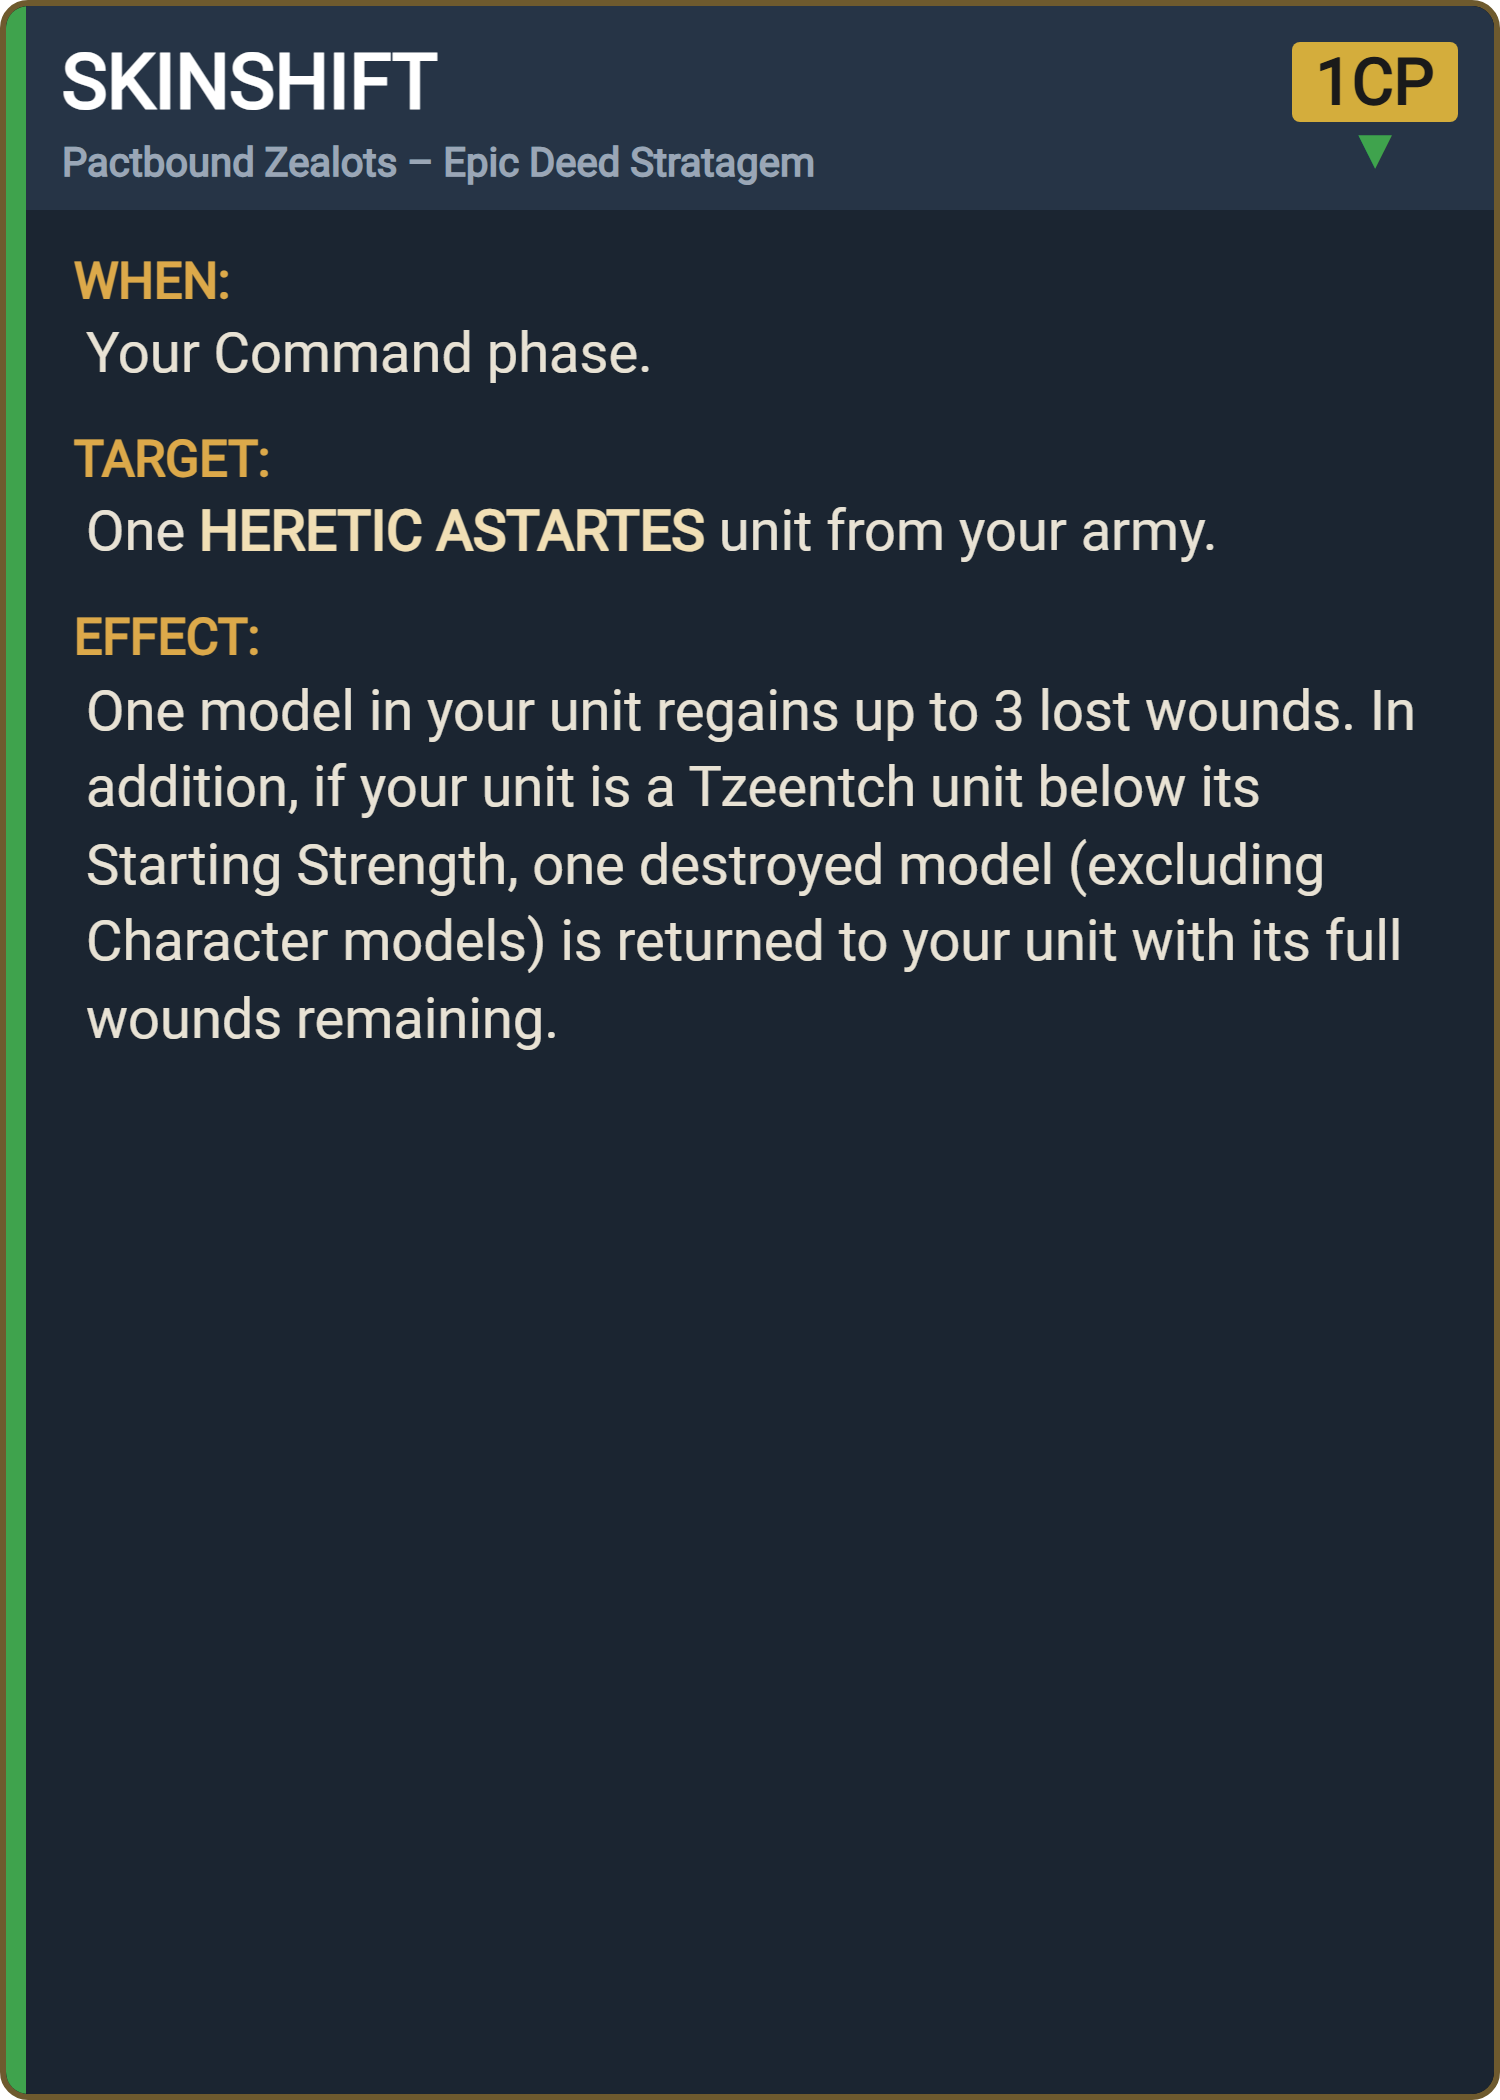 SKINSHIFT
1CP
Pactbound Zealots – Epic Deed Stratagem
WHEN:
Your Command phase.
TARGET:
One HERETIC ASTARTES unit from your army.
EFFECT:
One model in your unit regains up to 3 lost wounds. In
addition, if your unit is a Tzeentch unit below its
Starting Strength, one destroyed model (excluding
Character models) is returned to your unit with its full
wounds remaining.